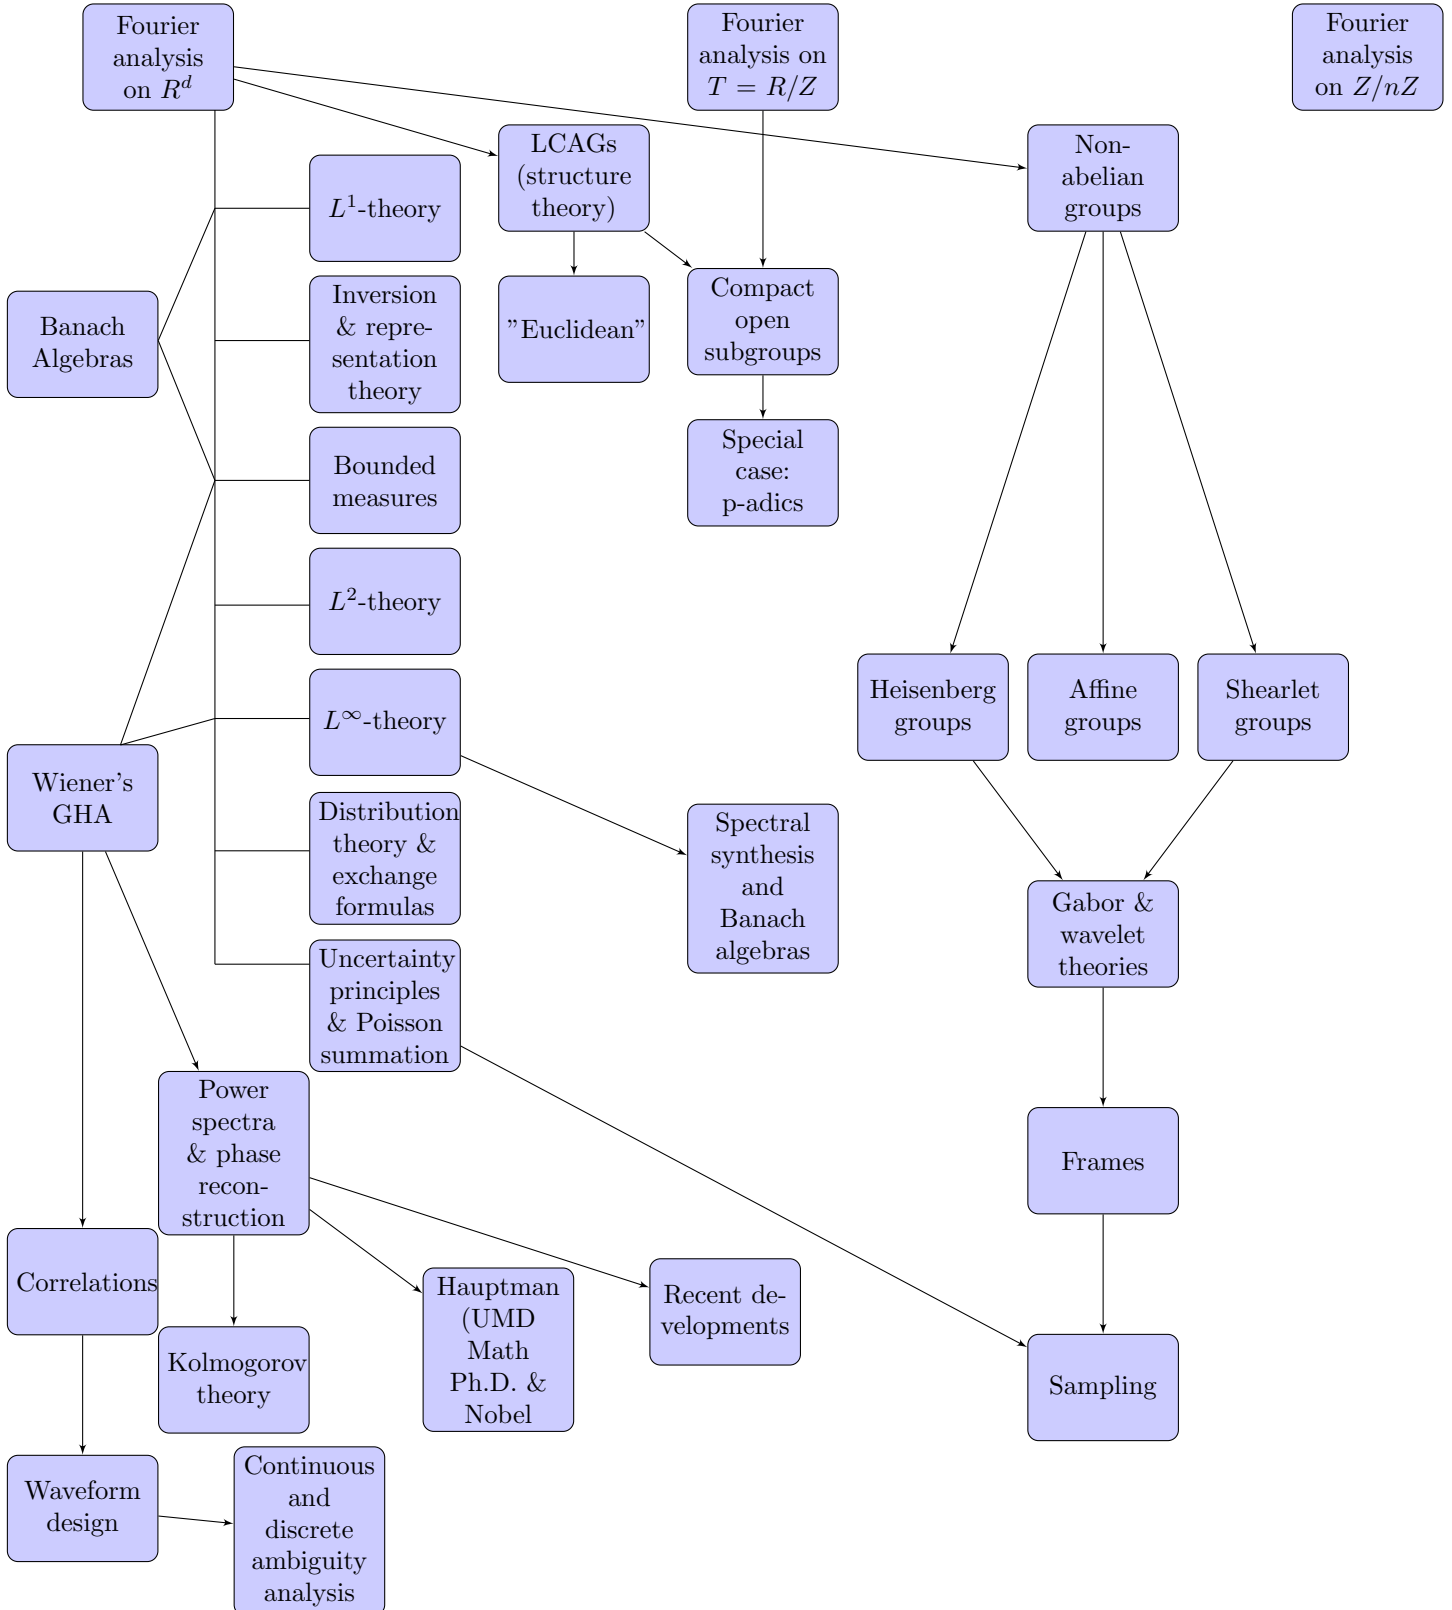 Fourier
analysis
on R^d
Fourier
analysis on
T = R/Z
Fourier
analysis
on Z/nZ
LCAGs
(structure
theory)
Non-
abelian
groups
L^1-theory
Banach
Algebras
Inversion
& repre-
sentation
theory
"Euclidean"
Compact
open
subgroups
Bounded
measures
Special
case:
p-adics
L^2-theory
L^∞-theory
Heisenberg
groups
Affine
groups
Shearlet
groups
Wiener's
GHA
Distribution
theory &
exchange
formulas
Spectral
synthesis
and
Banach
algebras
Gabor &
wavelet
theories
Uncertainty
principles
& Poisson
summation
Power
spectra
& phase
recon-
struction
Frames
Correlations
Kolmogorov
theory
Hauptman
(UMD
Math
Ph.D. &
Nobel
Recent de-
velopments
Sampling
Waveform
design
Continuous
and
discrete
ambiguity
analysis